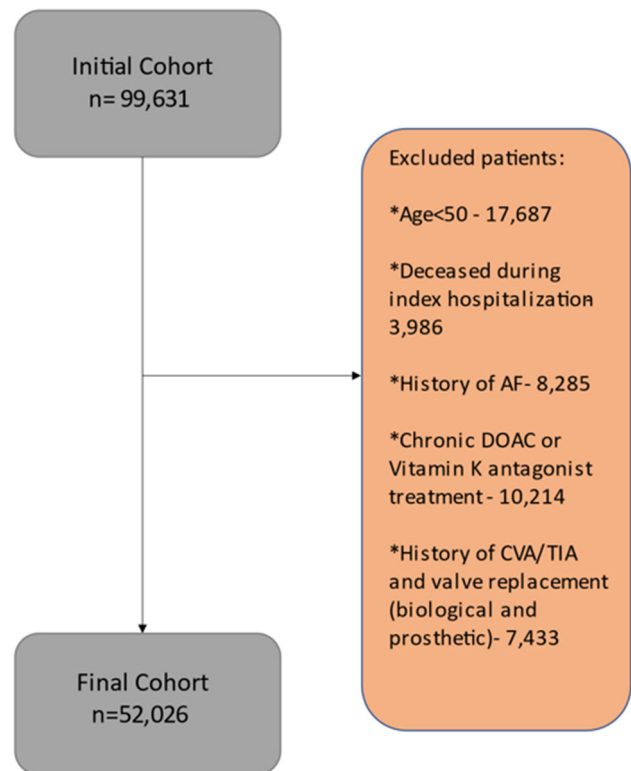 Initial Cohort
n= 99,631
Excluded patients:
*Age<50 - 17,687
*Deceased during
index hospitalization-
3,986
*History of AF- 8,285
*Chronic DOAC or
Vitamin K antagonist
treatment - 10,214
*History of CVA/TIA
and valve replacement
(biological and
prosthetic)- 7,433
Final Cohort
n=52,026